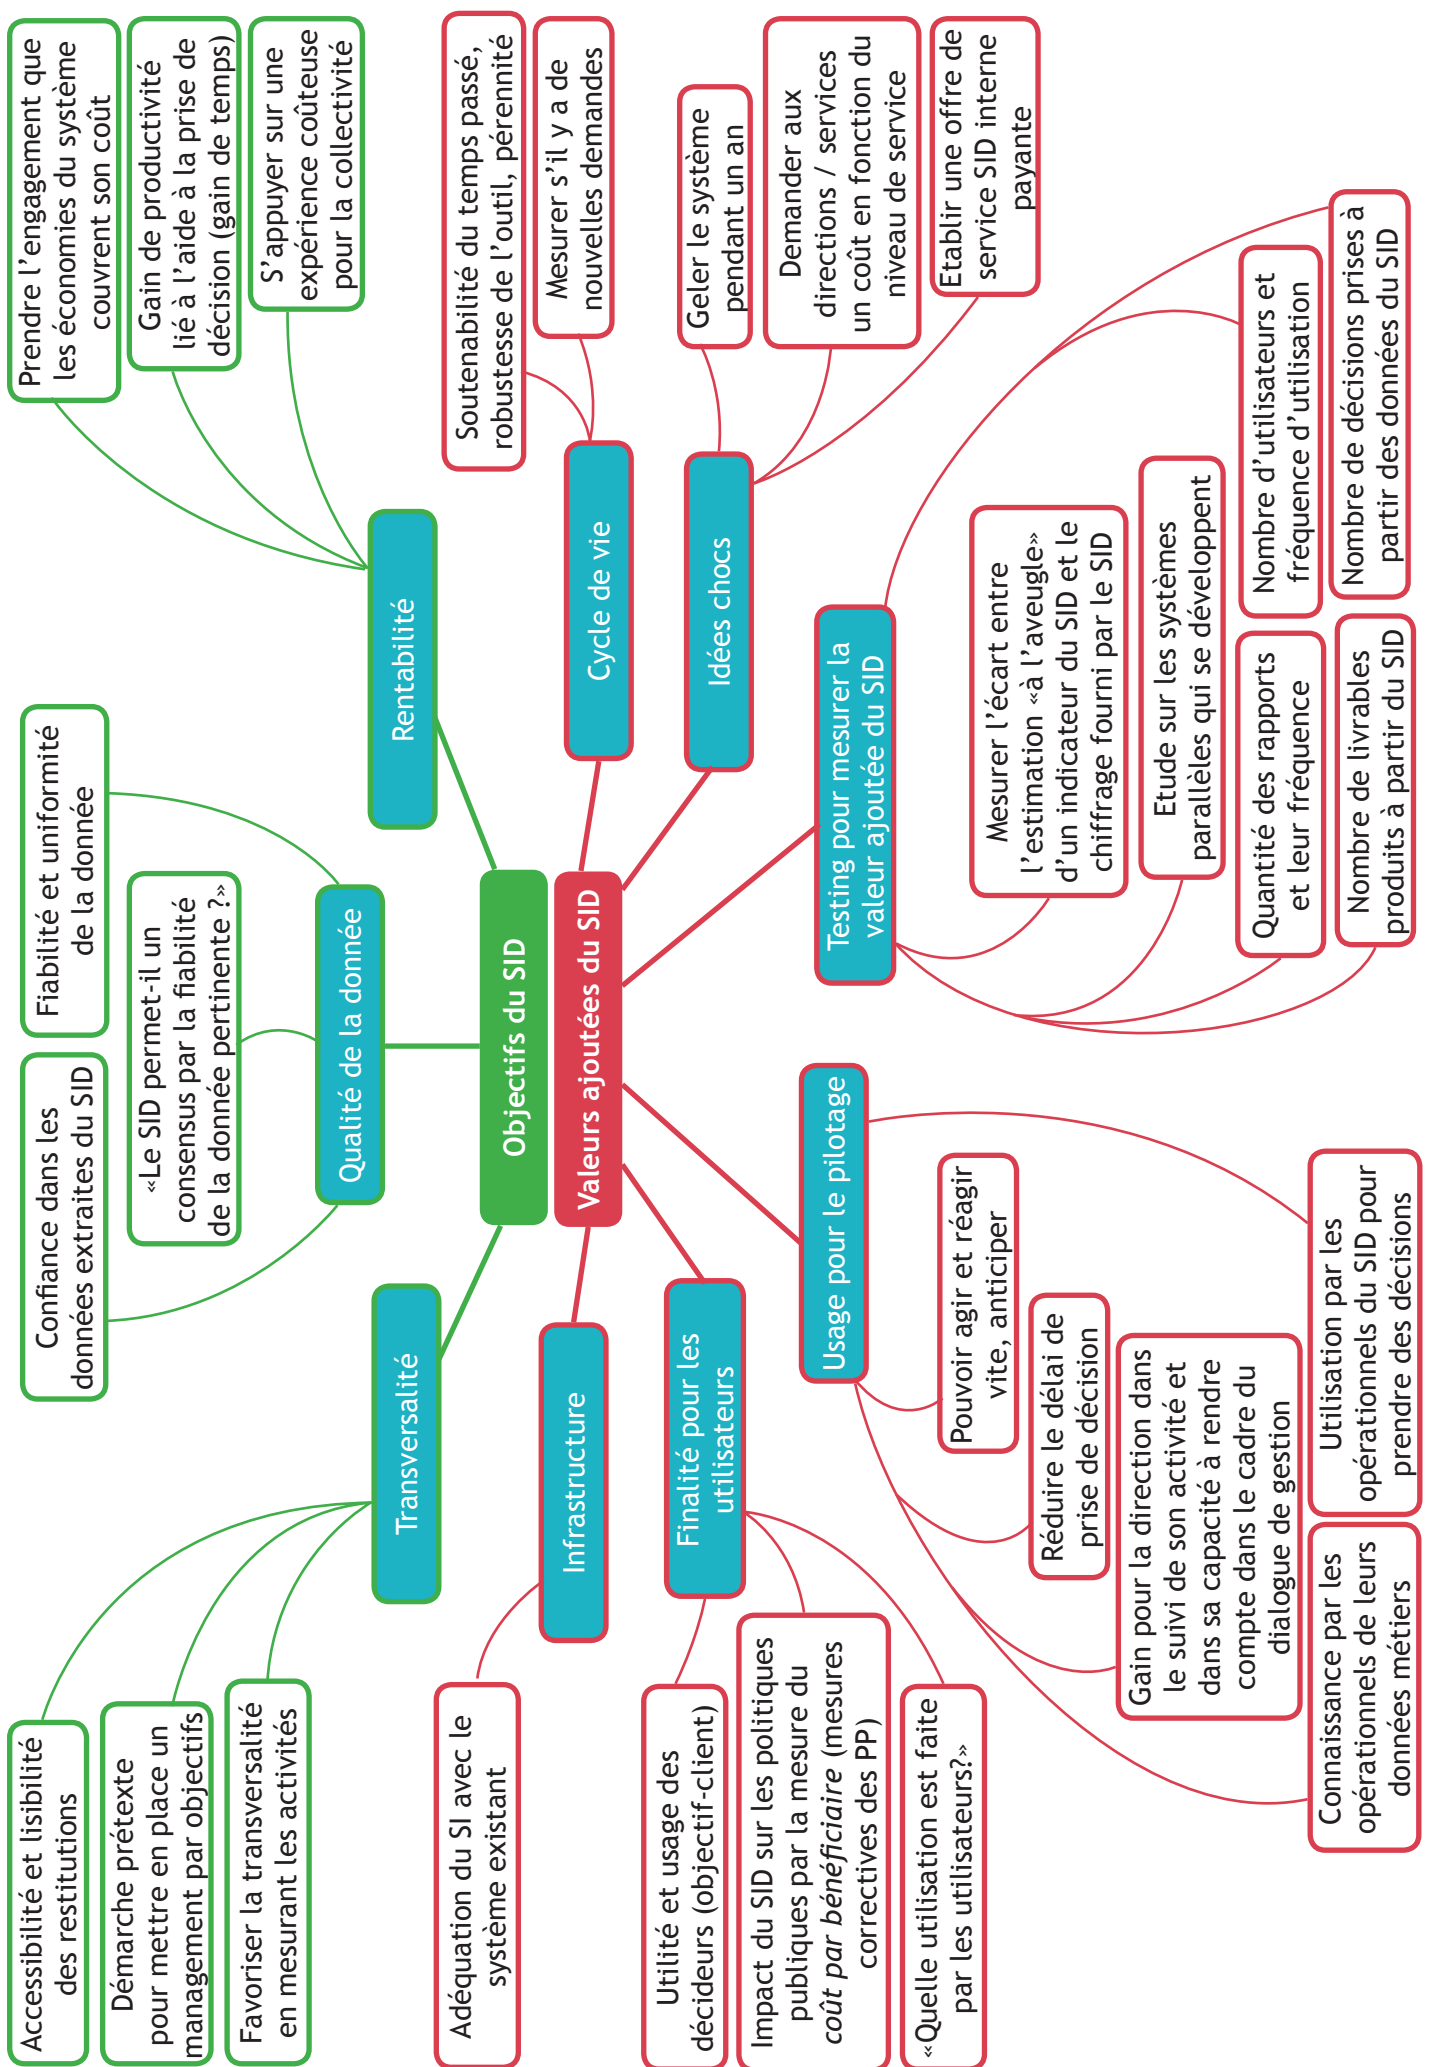 Accessibilité et lisibilité
des restitutions
Démarche prétexte
pour mettre en place un
management par objectifs
Favoriser la transversalité
en mesurant les activités
Transversalité
Confiance dans les
données extraites du SID
«Le SID permet-il un
consensus par la fiabilité
de la donnée pertinente ?»
Fiabilité et uniformité
de la donnée
Qualité de la donnée
Prendre l'engagement que
les économies du système
couvrent son coût
Gain de productivité
lié à l'aide à la prise de
décision (gain de temps)
S'appuyer sur une
expérience coûteuse
pour la collectivité
Rentabilité
Objectifs du SID
Valeurs ajoutées du SID
Adéquation du SI avec le
système existant
Infrastructure
Utilité et usage des
décideurs (objectif-client)
Impact du SID sur les politiques
publiques par la mesure du
coût par bénéficiaire (mesures
correctives des PP)
«Quelle utilisation est faite
par les utilisateurs?»
Finalité pour les
utilisateurs
Usage pour le pilotage
Pouvoir agir et réagir
vite, anticiper
Réduire le délai de
prise de décision
Gain pour la direction dans
le suivi de son activité et
dans sa capacité à rendre
compte dans le cadre du
dialogue de gestion
Connaissance par les
opérationnels de leurs
données métiers
Utilisation par les
opérationnels du SID pour
prendre des décisions
Soutenabilité du temps passé,
robustesse de l'outil, pérennité
Mesurer s'il y a de
nouvelles demandes
Cycle de vie
Geler le système
pendant un an
Demander aux
directions / services
un coût en fonction du
niveau de service
Etablir une offre de
service SID interne
payante
Idées chocs
Testing pour mesurer la
valeur ajoutée du SID
Mesurer l'écart entre
l'estimation «à l'aveugle»
d'un indicateur du SID et le
chiffrage fourni par le SID
Etude sur les systèmes
parallèles qui se développent
Quantité des rapports
et leur fréquence
Nombre d'utilisateurs et
fréquence d'utilisation
Nombre de livrables
produits à partir du SID
Nombre de décisions prises à
partir des données du SID